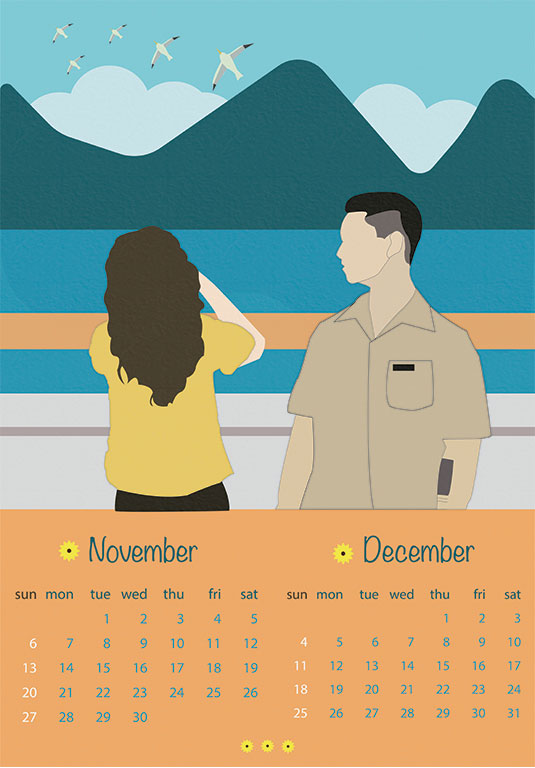 November
sun mon tue wed thu fri sat
1 2 3 4 5
6 7 8 9 10 11 12
13 14 15 16 17 18 19
20 21 22 23 24 25 26
27 28 29 30
December
sun mon tue wed thu fri sat
1 2 3
4 5 6 7 8 9 10
11 12 13 14 15 16 17
18 19 20 21 22 23 24
25 26 27 28 29 30 31